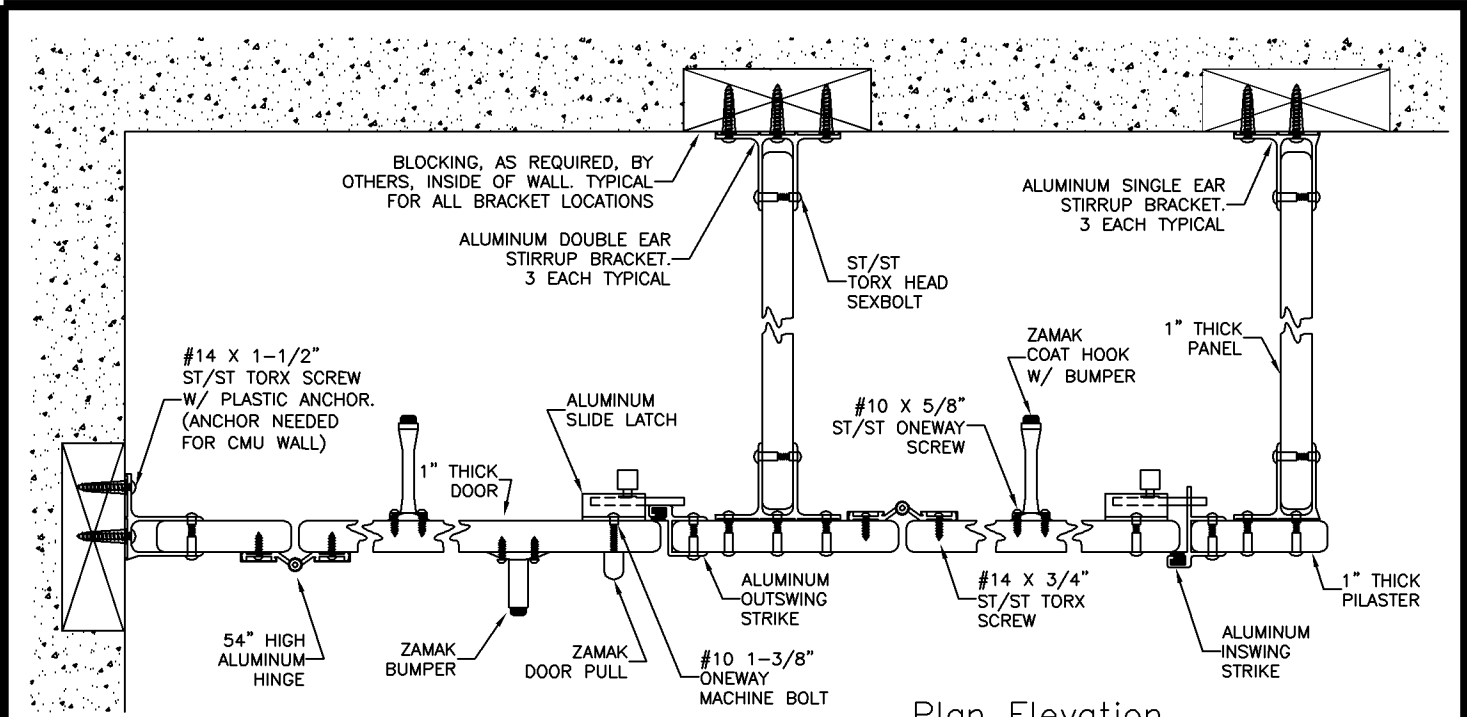 BLOCKING, AS REQUIRED, BY
OTHERS, INSIDE OF WALL. TYPICAL
FOR ALL BRACKET LOCATIONS
ALUMINUM DOUBLE EAR
STIRRUP BRACKET.
3 EACH TYPICAL
ST/ST
TORX HEAD
SEXBOLT
ALUMINUM SINGLE EAR
STIRRUP BRACKET.
3 EACH TYPICAL
#14 X 1-1/2"
ST/ST TORX SCREW
W/ PLASTIC ANCHOR.
(ANCHOR NEEDED
FOR CMU WALL)
1" THICK
DOOR
ALUMINUM
SLIDE LATCH
#10 X 5/8"
ST/ST ONEWAY
SCREW
ZAMAK
COAT HOOK
W/ BUMPER
1" THICK
PANEL
54" HIGH
ALUMINUM
HINGE
ZAMAK
BUMPER
ZAMAK
DOOR PULL
#10 1-3/8"
ONEWAY
MACHINE BOLT
ALUMINUM
OUTSWING
STRIKE
#14 X 3/4"
ST/ST TORX
SCREW
ALUMINUM
INSWING
STRIKE
1" THICK
PILASTER
Plan Elevation